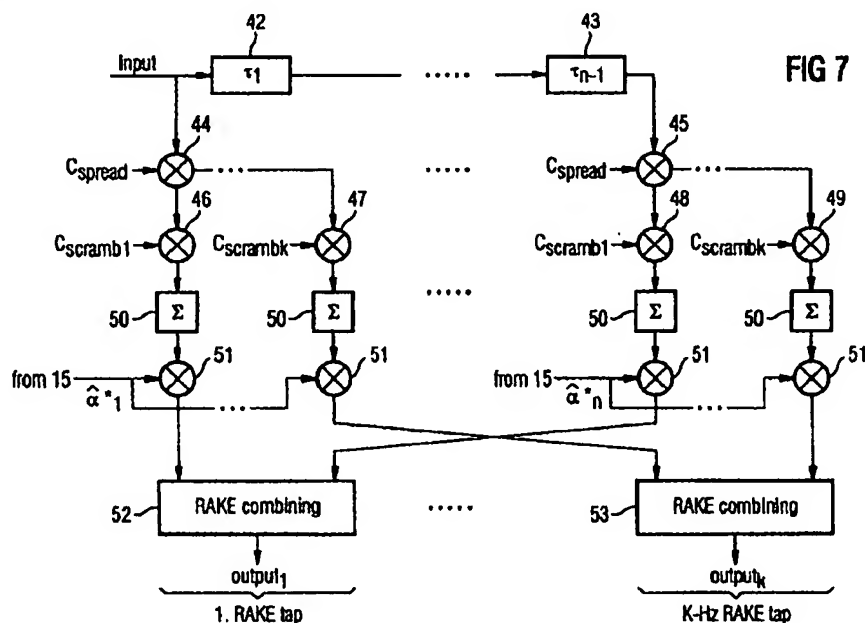 FIG 7
42 43
Input τ1 ..... τn-1
44 45
Cspread ... ..... Cspread ...
46 47 48 49
Cscramb1 Cscrambk Cscramb1 Cscrambk
50 Σ 50 Σ ..... 50 Σ 50 Σ
51 51 51 51
from 15 from 15
α̂*1 ... α̂*n ...
52 RAKE combining ..... 53 RAKE combining
output1 outputk
1. RAKE tap K-Hz RAKE tap